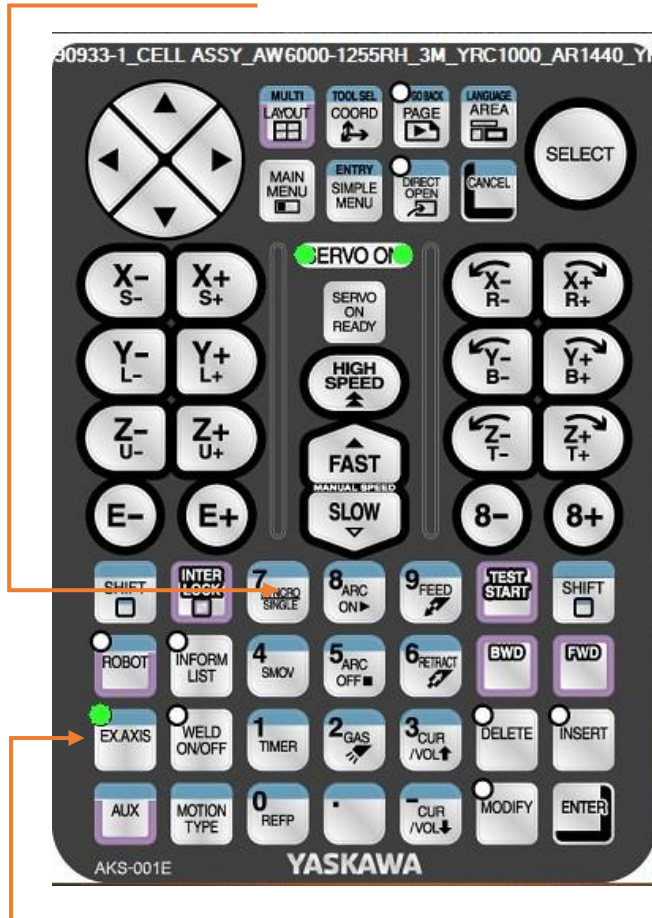 90933-1_CELL ASSY_AW6000-1255RH_3M_YRC1000_AR1440_Y
MULTI LAYOUT
TOOL SEL COORD
GO BACK PAGE
LANGUAGE AREA
SELECT
MAIN MENU
ENTRY SIMPLE MENU
DIRECT OPEN
CANCEL
SERVO ON
X- S-
X+ S+
SERVO ON READY
X- R-
X+ R+
Y- L-
Y+ L+
HIGH SPEED
Y- B-
Y+ B+
Z- U-
Z+ U+
FAST
MANUAL SPEED
SLOW
Z- T-
Z+ T+
E-
E+
8-
8+
SHIFT
INTER LOCK
7 SINGLE
8 ARC ON
9 FEED
TEST START
SHIFT
ROBOT
INFORM LIST
4 SMOV
5 ARC OFF
6 RETRACT
BWD
FWD
EX.AXIS
WELD ON/OFF
1 TIMER
2 GAS
3 CUR /VOL
DELETE
INSERT
AUX
MOTION TYPE
0 REFP
.
- CUR /VOL
MODIFY
ENTER
AKS-001E
YASKAWA